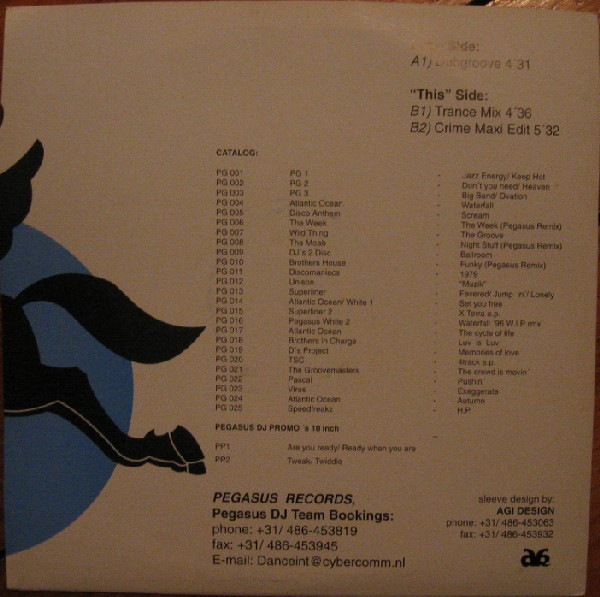 Side:
A1) Dubgroove 4´31
"This" Side:
B1) Trance Mix 4´36
B2) Crime Maxi Edit 5´32
CATALOG:
PG 001 PG 1 - Jazz Energy/ Keep Hot
PG 002 PG 2 - Don't you need/ Heaven
PG 003 PG 3 - Big Band/ Ovation
PG 004 Atlantic Ocean - Waterfall
PG 005 Disco Anthem - Scream
PG 006 The Week - The Week (Pegasus Remix)
PG 007 Wild Thing - The Groove
PG 008 The Mask - Night Stuff (Pegasus Remix)
PG 009 DJ's 2 Disc - Ballroom
PG 010 Brothers House - Funky (Pegasus Remix)
PG 011 Discomaniacs - 1979
PG 012 Unique - "Muzik"
PG 013 Superliner - Fevered/ Jump in'/ Lonely
PG 014 Atlantic Ocean/ White 1 - Set you free
PG 015 Superliner 2 - X Terra e.p.
PG 016 Pegasus White 2 - Waterfall '96 W.I.P. mix
PG 017 Atlantic Ocean - The cycle of life
PG 018 Brothers in Charge - Luv 'o' Luv
PG 019 D's Project - Memories of love
PG 020 TSC - e.p.
PG 021 The Groovemasters - The crowd is movin'
PG 022 Pascal - Pushin'
PG 023 Virus - Exaggerate
PG 024 Atlantic Ocean - Autumn
PG 025 Speedfreakz - H.P.
PEGASUS DJ PROMO 's 10 inch
PP1 Are you ready/ Ready when you are
PP2 Tweak/ Twiddle
PEGASUS RECORDS,
Pegasus DJ Team Bookings:
phone: +31/ 486-453819
fax: +31/ 486-453945
E-mail: Danceint@cybercomm.nl
sleeve design by:
AGI DESIGN
phone: +31/ 486-453063
fax: +31/ 486-453932